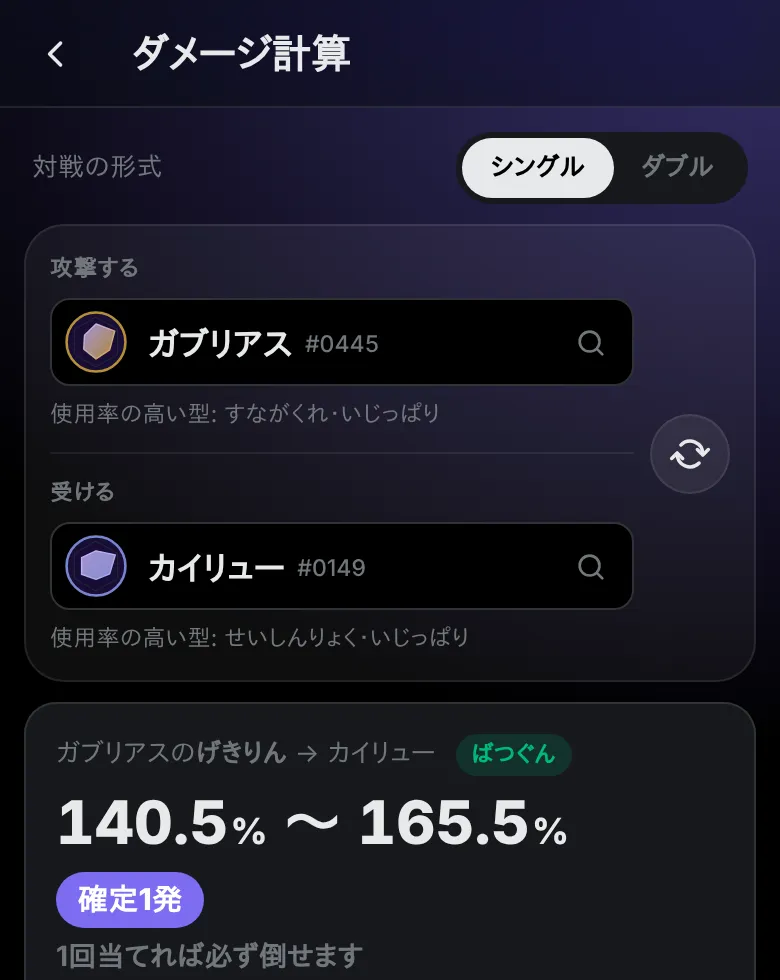 ダメージ計算
対戦の形式 シングル ダブル
攻撃する
ガブリアス #0445
使用率の高い型: すながくれ・いじっぱり
受ける
カイリュー #0149
使用率の高い型: せいしんりょく・いじっぱり
ガブリアスのげきりん → カイリュー ばつぐん
140.5% 〜 165.5%
確定1発
1回当てれば必ず倒せます